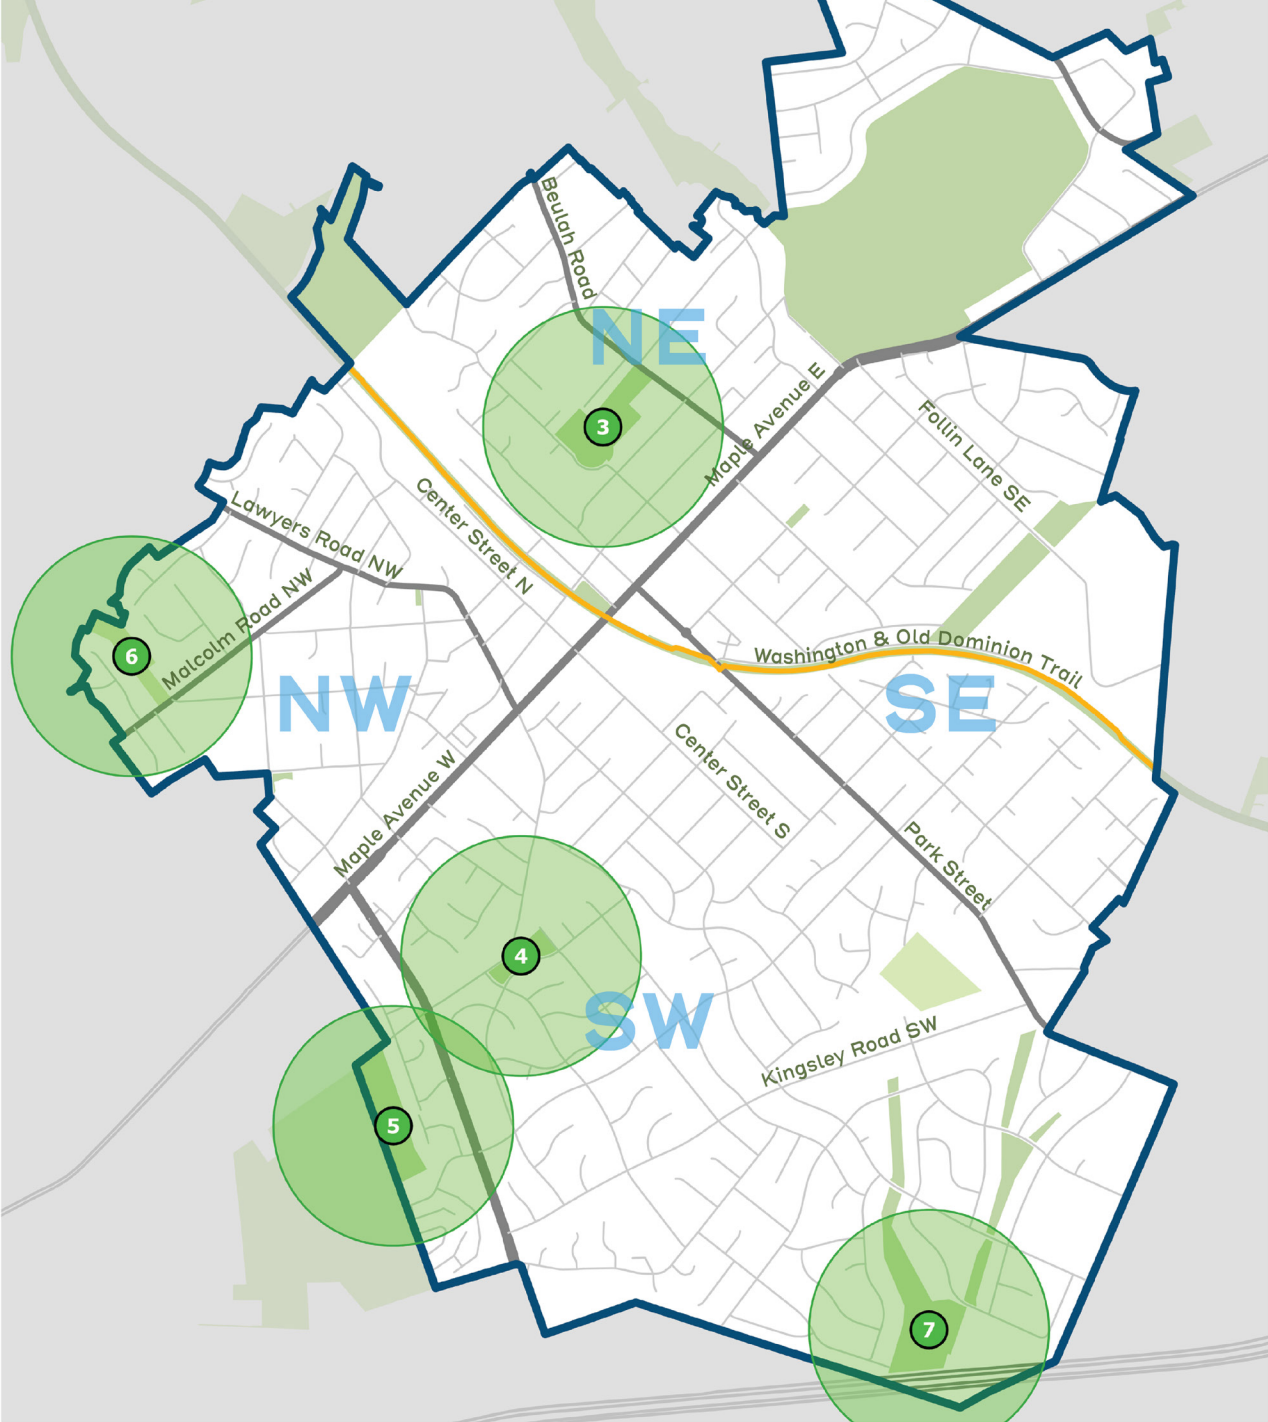 Beulah Road
NE
Maple Avenue E
3
Follin Lane SE
Center Street N
Lawyers Road NW
Malcolm Road NW
6
Washington & Old Dominion Trail
NW
SE
Center Street S
Maple Avenue W
Park Street
4
SW
Kingsley Road SW
5
7